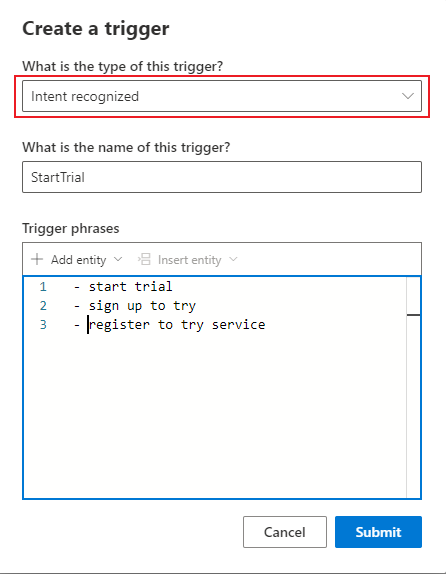 Create a trigger
What is the type of this trigger?
Intent recognized
What is the name of this trigger?
StartTrial
Trigger phrases
Add entity Insert entity
1 - start trial
2 - sign up to try
3 - register to try service
Cancel Submit